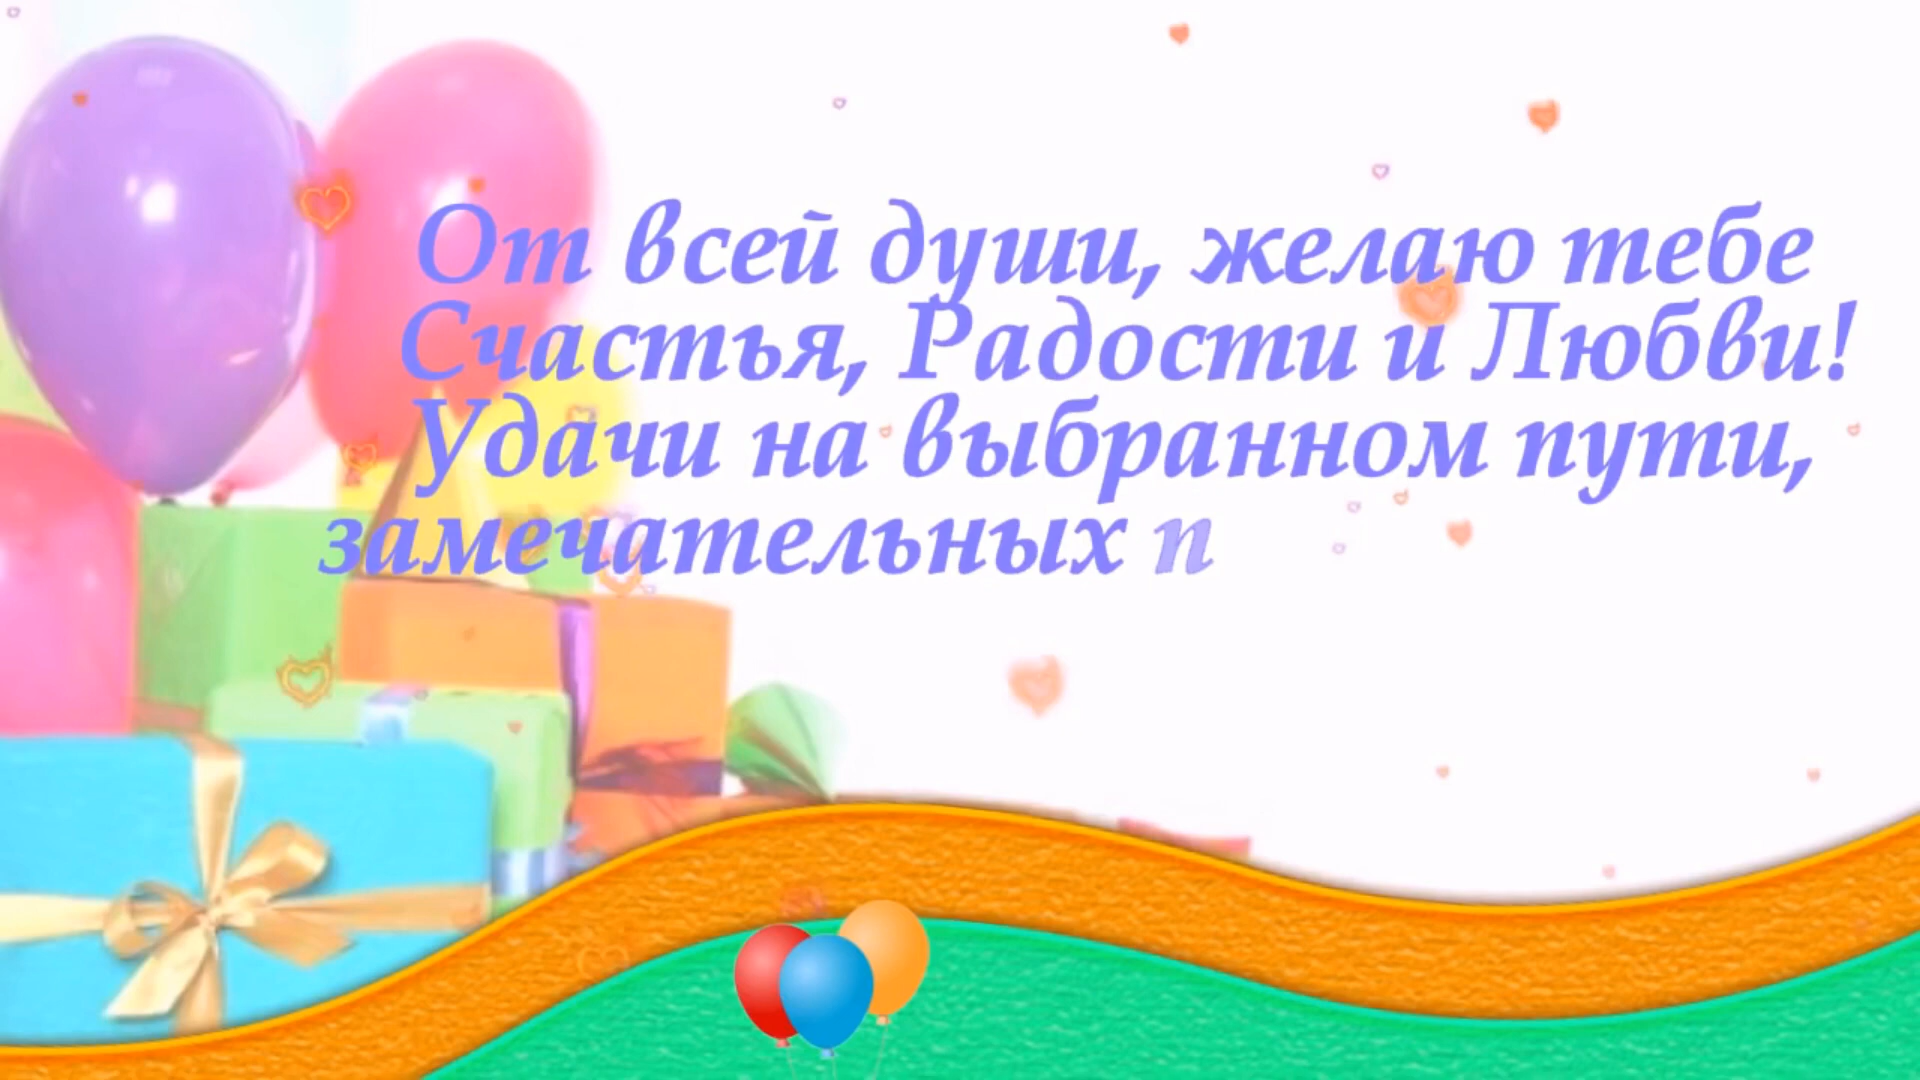 От всей души, желаю тебе
Счастья, Радости и Любви!
Удачи на выбранном пути,
замечательных п